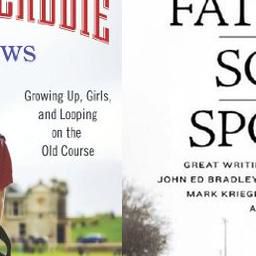 WS
Growing Up, Girls,
and Looping
on the
Old Course
FAT
SO
SPO
GREAT WRITI
JOHN ED BRADLEY
MARK KRIEG
A